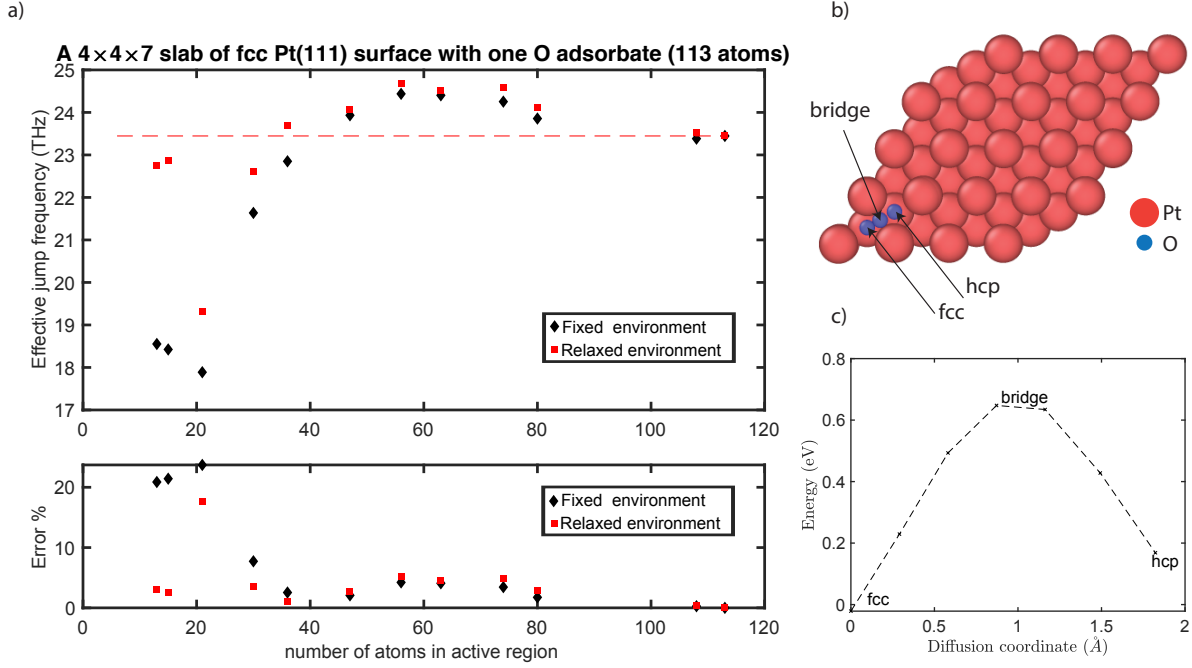 a)
A 4×4×7 slab of fcc Pt(111) surface with one O adsorbate (113 atoms)
Effective jump frequency (THz)
25
24
23
22
21
20
19
18
17
0 20 40 60 80 100 120
Fixed environment
Relaxed environment
Error %
20
10
0
0 20 40 60 80 100 120
Fixed environment
Relaxed environment
number of atoms in active region
b)
bridge
Pt
O
hcp
fcc
c)
Energy (eV)
0.8
0.6
0.4
0.2
0
bridge
hcp
fcc
0 0.5 1 1.5 2
Diffusion coordinate (Å)